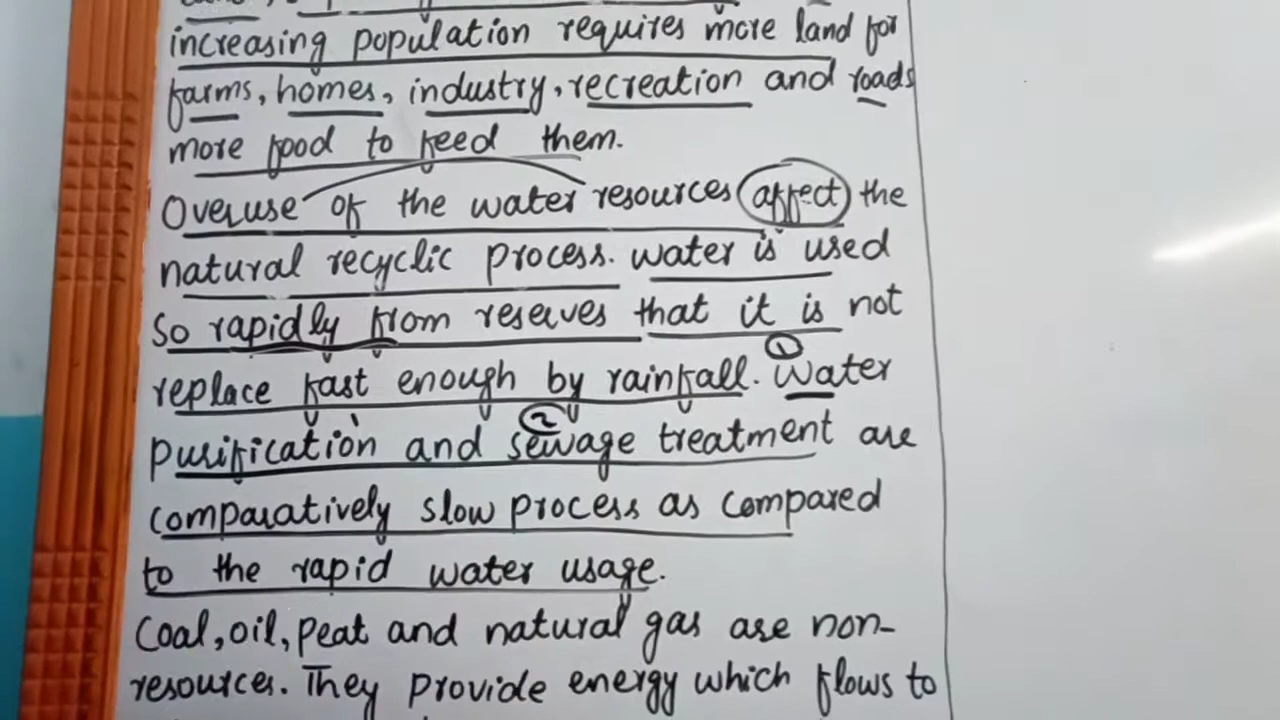 increasing population requires more land for
farms, homes, industry, recreation and roads
more food to feed them.
Overuse of the water resources affect the
natural recyclic process. water is used
so rapidly from reserves that it is not
replace fast enough by rainfall. ① Water
purification and ② sewage treatment are
comparatively slow process as compared
to the rapid water usage.
Coal, oil, peat and natural gas are non-
resources. They provide energy which flows to